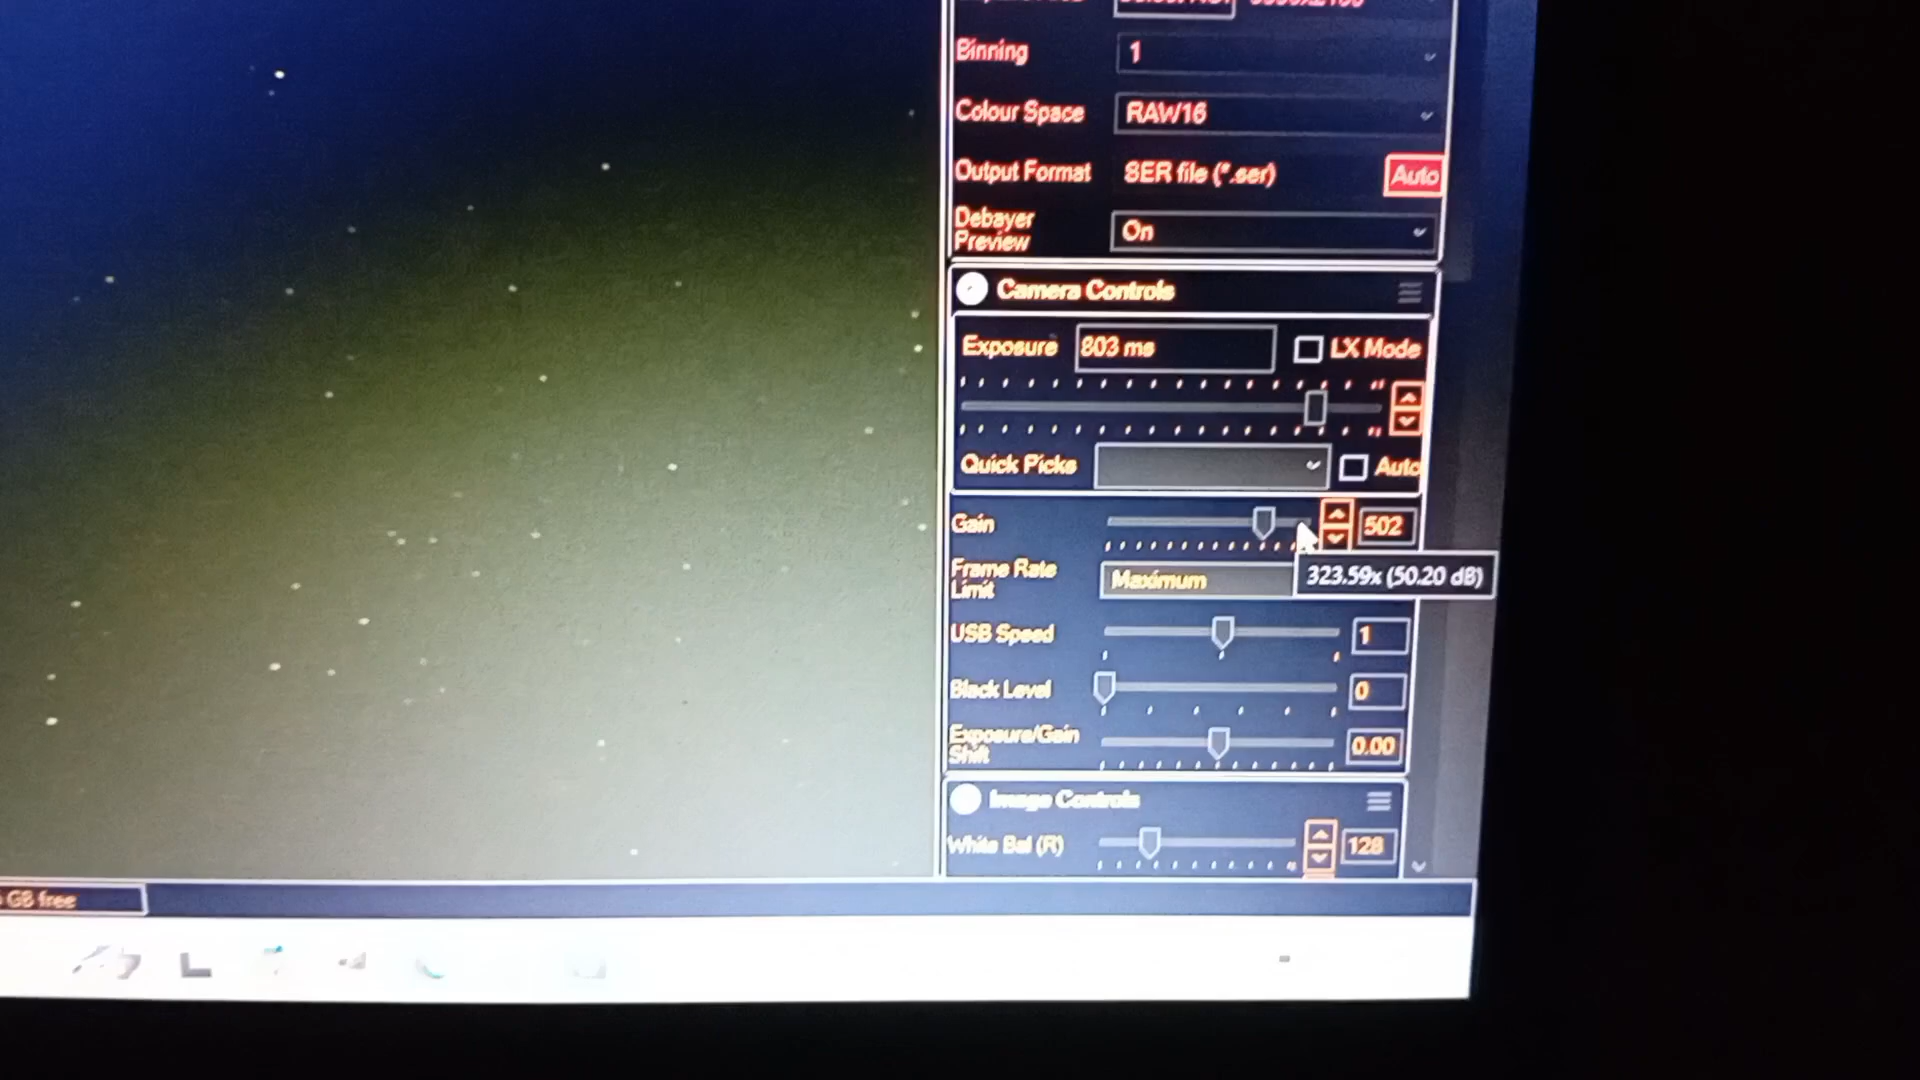 Binning 1
Colour Space RAW16
Output Format SER file (*.ser) Auto
Debayer
Preview On
Camera Controls
Exposure 803 ms LX Mode
Quick Picks Auto
Gain 502
323.59x (50.20 dB)
Frame Rate
Limit Maximum
USB Speed 1
Black Level 0
Exposure/Gain
Shift 0.00
Image Controls
White Bal (R) 128
GB free